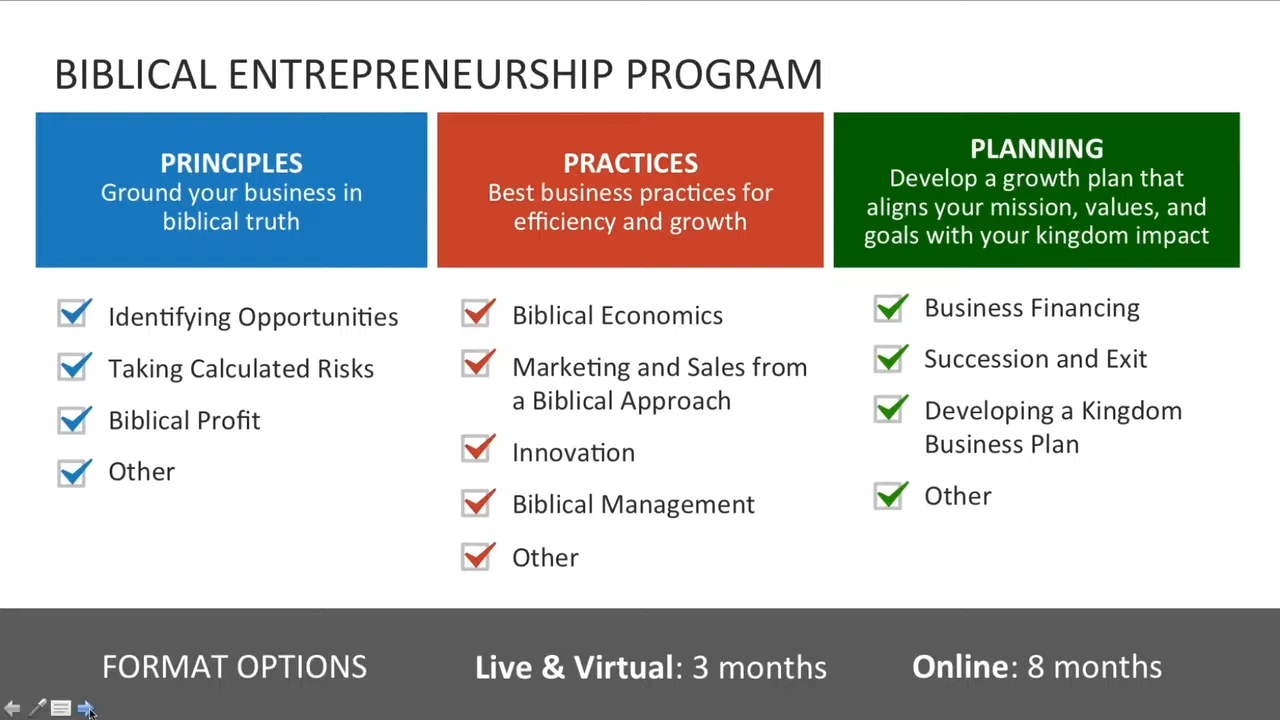 BIBLICAL ENTREPRENEURSHIP PROGRAM
PRINCIPLES
Ground your business in
biblical truth
Identifying Opportunities
Taking Calculated Risks
Biblical Profit
Other
PRACTICES
Best business practices for
efficiency and growth
Biblical Economics
Marketing and Sales from
a Biblical Approach
Innovation
Biblical Management
Other
PLANNING
Develop a growth plan that
aligns your mission, values, and
goals with your kingdom impact
Business Financing
Succession and Exit
Developing a Kingdom
Business Plan
Other
FORMAT OPTIONS
Live & Virtual: 3 months
Online: 8 months